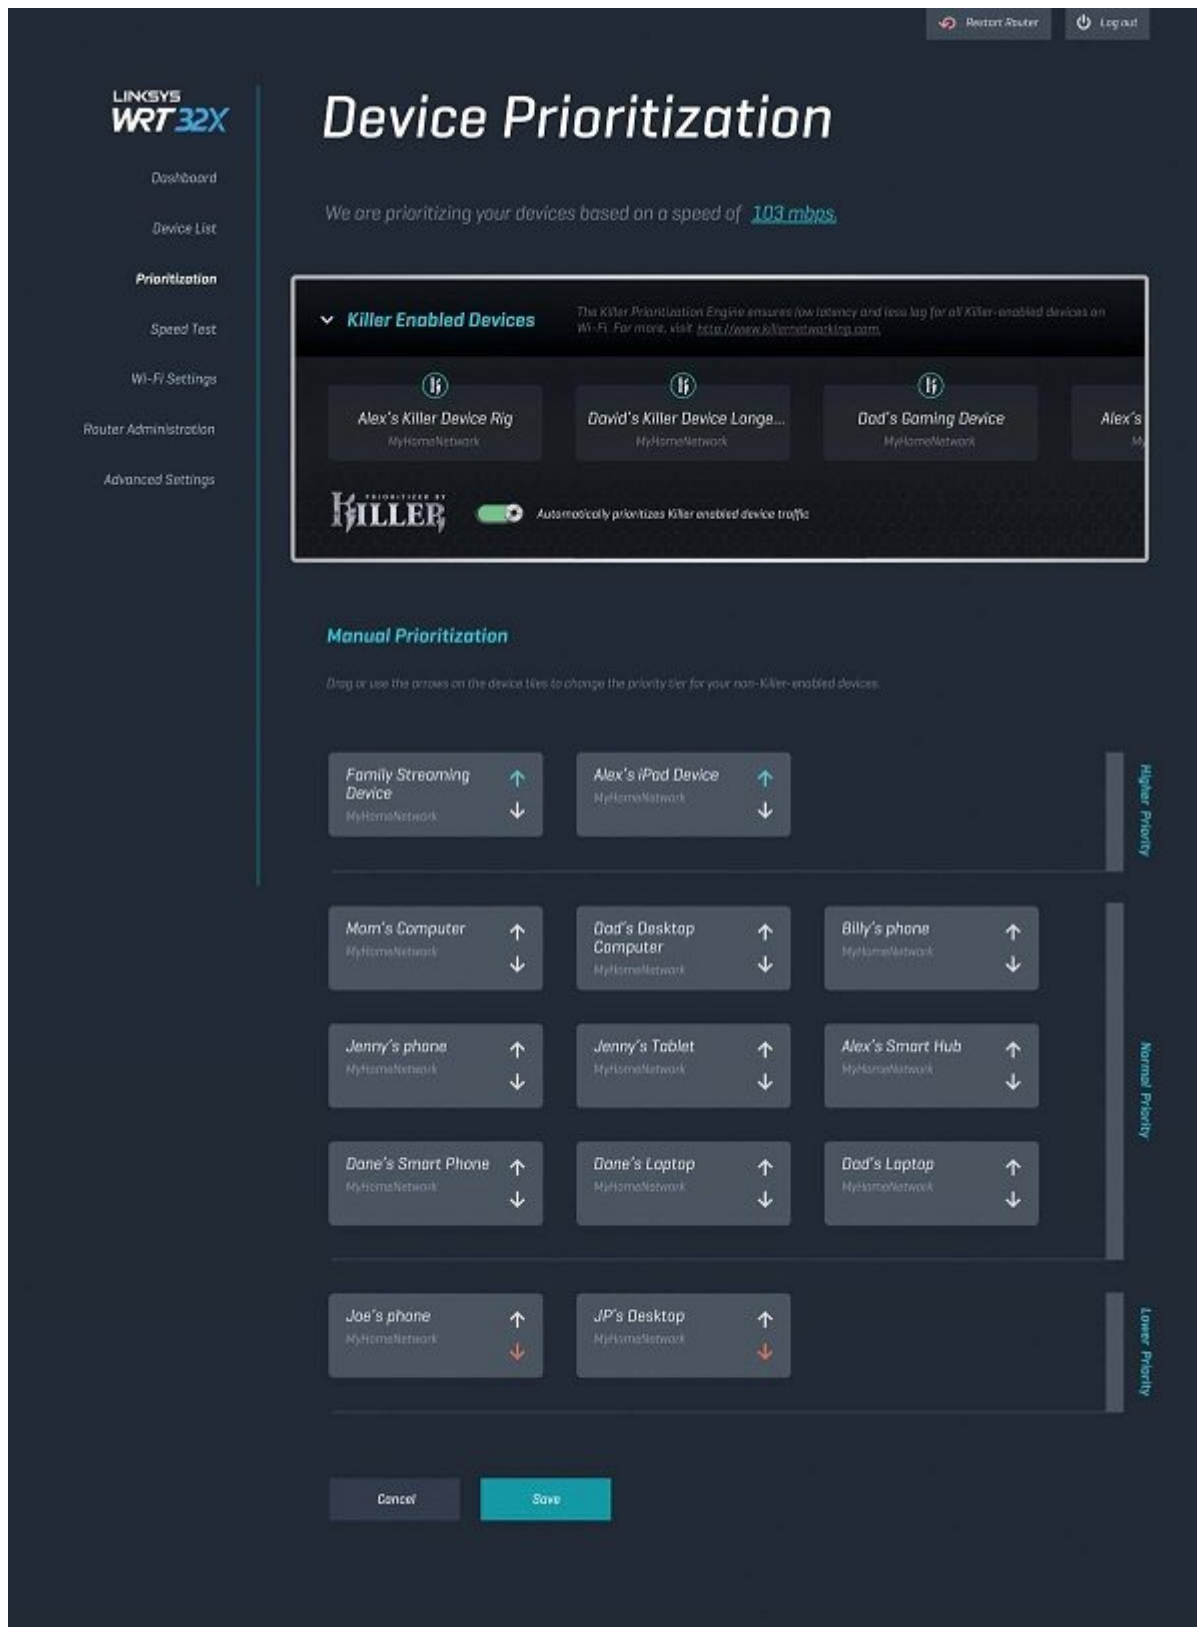 Restart Router
Log out
LINKSYS
WRT 32X
Dashboard
Device List
Prioritization
Speed Test
Wi-Fi Settings
Router Administration
Advanced Settings
Device Prioritization
We are prioritizing your devices based on a speed of 103 mbps.
Killer Enabled Devices
The Killer Prioritization Engine ensures low latency and less lag for all Killer-enabled devices on
Wi-Fi. For more, visit http://www.killernetworking.com.
Alex's Killer Device Rig
MyHomeNetwork
David's Killer Device Longe...
MyHomeNetwork
Dad's Gaming Device
MyHomeNetwork
Alex's
My
PRIORITIZED BY
KILLER
Automatically prioritizes Killer enabled device traffic
Manual Prioritization
Drag or use the arrows on the device tiles to change the priority tier for your non-Killer-enabled devices.
Family Streaming
Device
MyHomeNetwork
Alex's iPad Device
MyHomeNetwork
Higher Priority
Mom's Computer
MyHomeNetwork
Dad's Desktop
Computer
MyHomeNetwork
Billy's phone
MyHomeNetwork
Jenny's phone
MyHomeNetwork
Jenny's Tablet
MyHomeNetwork
Alex's Smart Hub
MyHomeNetwork
Normal Priority
Dane's Smart Phone
MyHomeNetwork
Dane's Laptop
MyHomeNetwork
Dad's Laptop
MyHomeNetwork
Joe's phone
MyHomeNetwork
JP's Desktop
MyHomeNetwork
Lower Priority
Cancel
Save